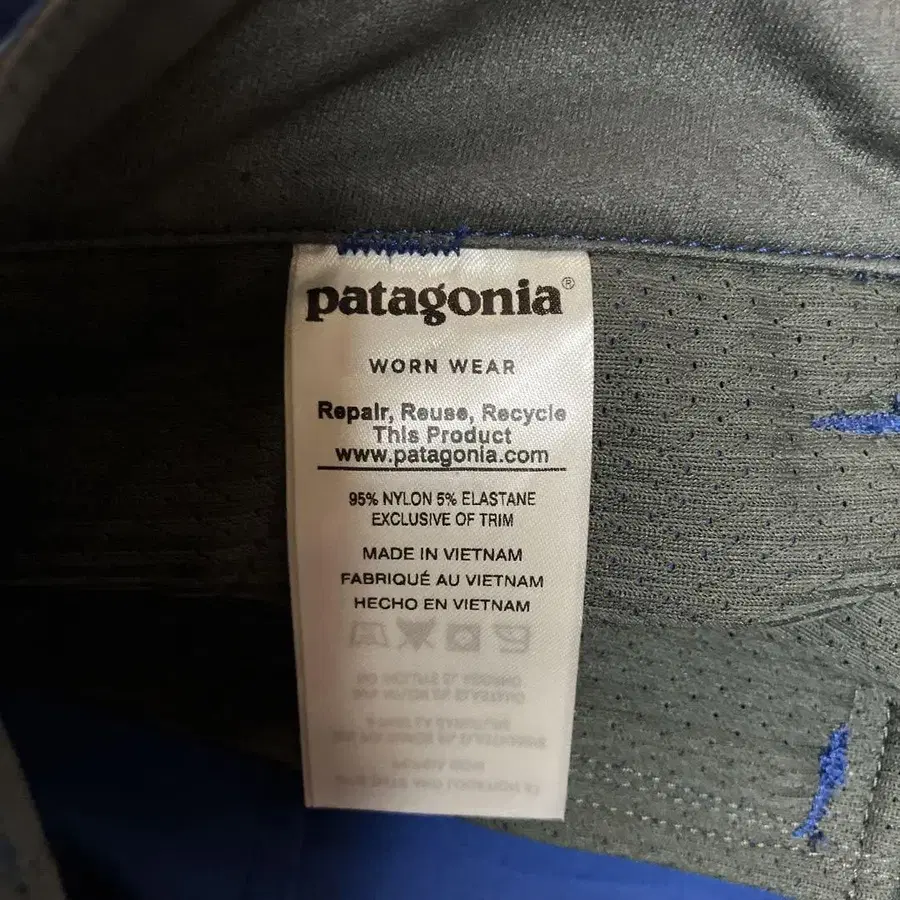 patagonia®
WORN WEAR
Repair, Reuse, Recycle
This Product
www.patagonia.com
95% NYLON 5% ELASTANE
EXCLUSIVE OF TRIM
MADE IN VIETNAM
FABRIQUÉ AU VIETNAM
HECHO EN VIETNAM